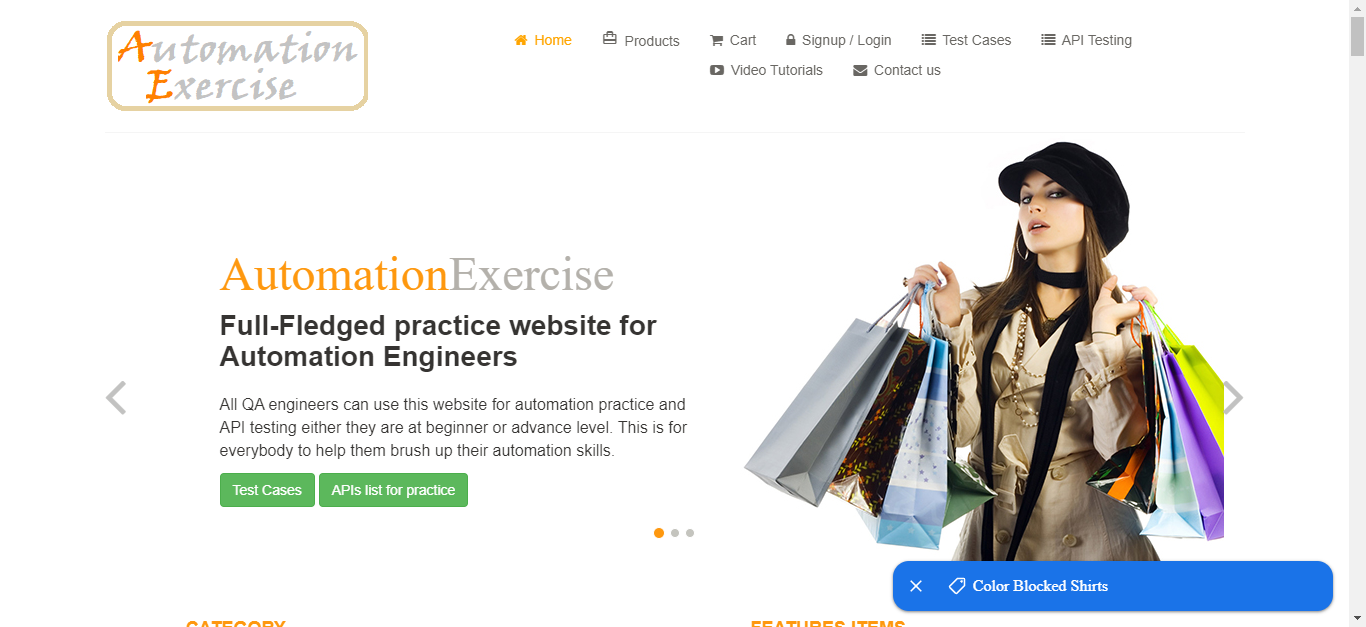 Automation
Exercise
Home
Products
Cart
Signup / Login
Test Cases
API Testing
Video Tutorials
Contact us
AutomationExercise
Full-Fledged practice website for
Automation Engineers
All QA engineers can use this website for automation practice and
API testing either they are at beginner or advance level. This is for
everybody to help them brush up their automation skills.
Test Cases
APIs list for practice
Color Blocked Shirts
CATEGORY
FEATURES ITEMS